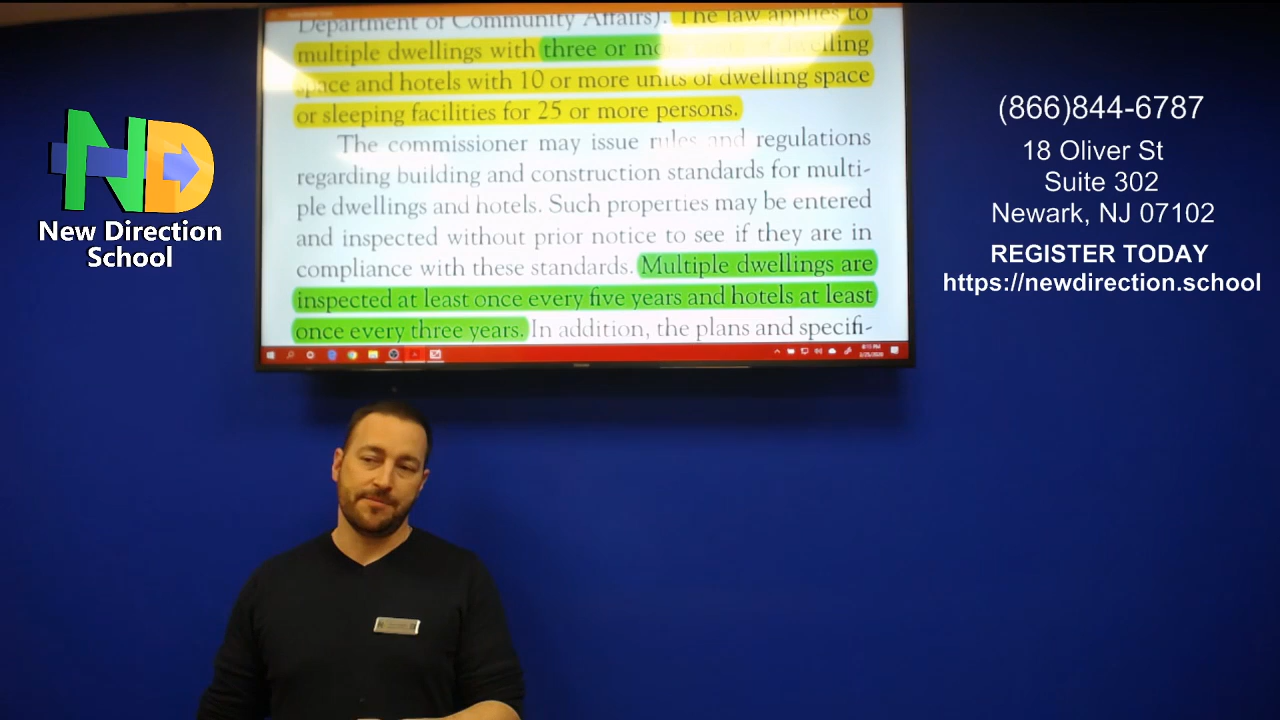 Department of Community Affairs). The law applies to
multiple dwellings with three or more dwelling
space and hotels with 10 or more units of dwelling space
or sleeping facilities for 25 or more persons.
The commissioner may issue rules and regulations
regarding building and construction standards for multi-
ple dwellings and hotels. Such properties may be entered
and inspected without prior notice to see if they are in
compliance with these standards. Multiple dwellings are
inspected at least once every five years and hotels at least
once every three years. In addition, the plans and specifi-
ND
New Direction
School
(866)844-6787
18 Oliver St
Suite 302
Newark, NJ 07102
REGISTER TODAY
https://newdirection.school